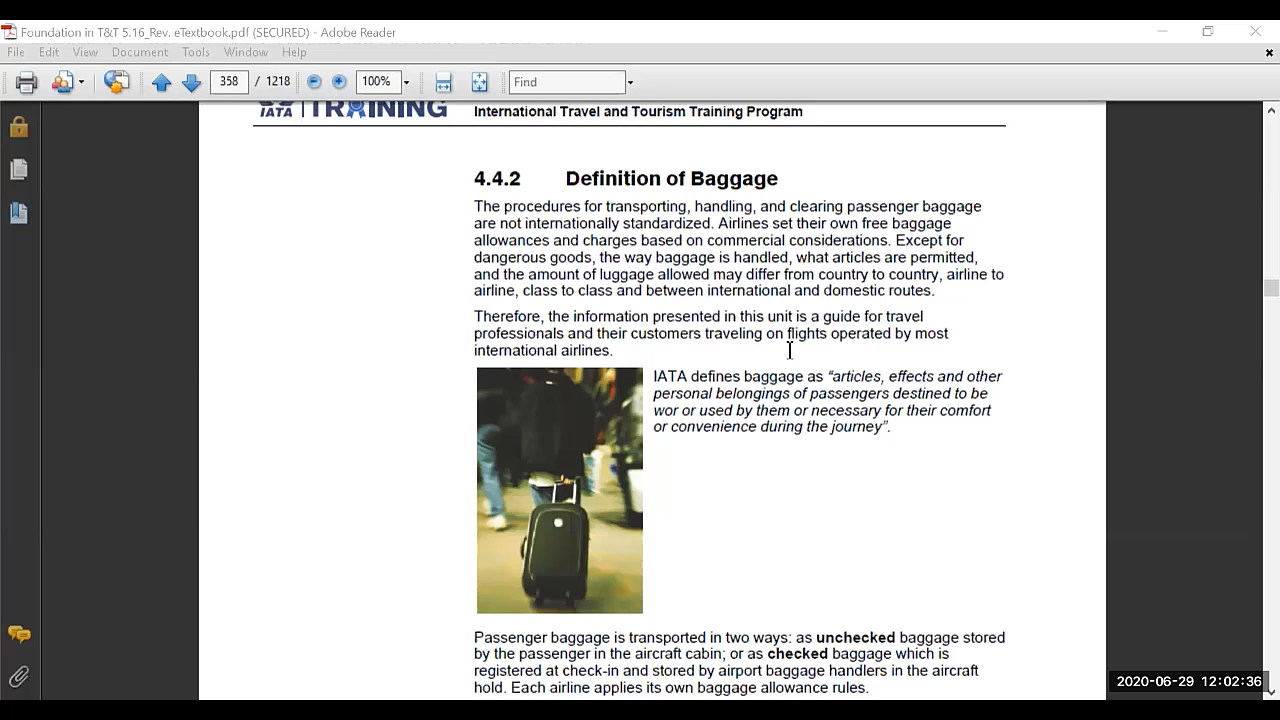 Foundation in T&T 5.16_Rev. eTextbook.pdf (SECURED) - Adobe Reader
File Edit View Document Tools Window Help
358 / 1218 100% Find
IATA TRAINING International Travel and Tourism Training Program
4.4.2 Definition of Baggage
The procedures for transporting, handling, and clearing passenger baggage
are not internationally standardized. Airlines set their own free baggage
allowances and charges based on commercial considerations. Except for
dangerous goods, the way baggage is handled, what articles are permitted,
and the amount of luggage allowed may differ from country to country, airline to
airline, class to class and between international and domestic routes.
Therefore, the information presented in this unit is a guide for travel
professionals and their customers traveling on flights operated by most
international airlines.
IATA defines baggage as “articles, effects and other
personal belongings of passengers destined to be
wor or used by them or necessary for their comfort
or convenience during the journey”.
Passenger baggage is transported in two ways: as unchecked baggage stored
by the passenger in the aircraft cabin; or as checked baggage which is
registered at check-in and stored by airport baggage handlers in the aircraft
hold. Each airline applies its own baggage allowance rules.
2020-06-29 12:02:36